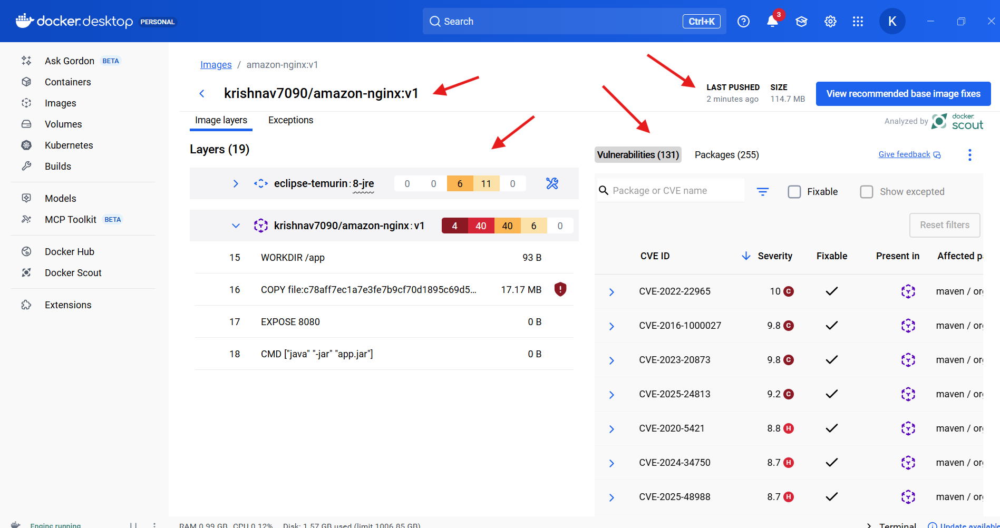 docker.desktop PERSONAL
Search
Ctrl+K
3
K
Ask Gordon BETA
Containers
Images
Volumes
Kubernetes
Builds
Models
MCP Toolkit BETA
Docker Hub
Docker Scout
Extensions
Images / amazon-nginx:v1
krishnav7090/amazon-nginx:v1
LAST PUSHED
2 minutes ago
SIZE
114.7 MB
View recommended base image fixes
Image layers
Exceptions
Analyzed by docker scout
Layers (19)
eclipse-temurin:8-jre 0 0 6 11 0
krishnav7090/amazon-nginx:v1 4 40 40 6 0
15 WORKDIR /app 93 B
16 COPY file:c78aff7ec1a7e3fe7b9cf70d1895c69d5... 17.17 MB
17 EXPOSE 8080 0 B
18 CMD ["java" "-jar" "app.jar"] 0 B
Vulnerabilities (131)
Packages (255)
Give feedback
Package or CVE name
Fixable
Show excepted
Reset filters
CVE ID Severity Fixable Present in Affected pa
CVE-2022-22965 10 C maven / or
CVE-2016-1000027 9.8 C maven / or
CVE-2023-20873 9.8 C maven / or
CVE-2025-24813 9.2 C maven / or
CVE-2020-5421 8.8 H maven / or
CVE-2024-34750 8.7 H maven / or
CVE-2025-48988 8.7 H maven / or
Engine running
RAM 0.99 GB CPU 0.12% Disk: 1.57 GB used (limit 1006.85 GB)
Terminal
Update available